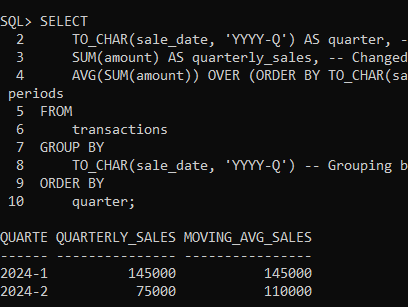 SQL> SELECT
2 TO_CHAR(sale_date, 'YYYY-Q') AS quarter, -
3 SUM(amount) AS quarterly_sales, -- Changed
4 AVG(SUM(amount)) OVER (ORDER BY TO_CHAR(sa
periods
5 FROM
6 transactions
7 GROUP BY
8 TO_CHAR(sale_date, 'YYYY-Q') -- Grouping b
9 ORDER BY
10 quarter;
QUARTE QUARTERLY_SALES MOVING_AVG_SALES
------ --------------- ----------------
2024-1 145000 145000
2024-2 75000 110000